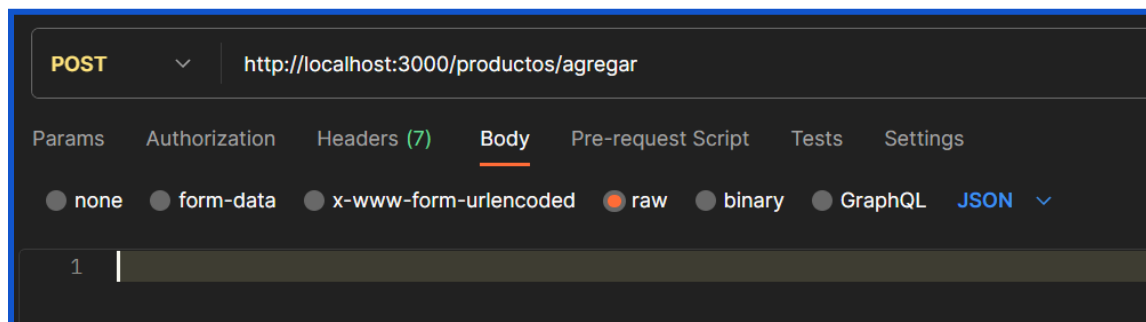 POST http://localhost:3000/productos/agregar
Params Authorization Headers (7) Body Pre-request Script Tests Settings
none form-data x-www-form-urlencoded raw binary GraphQL JSON
1